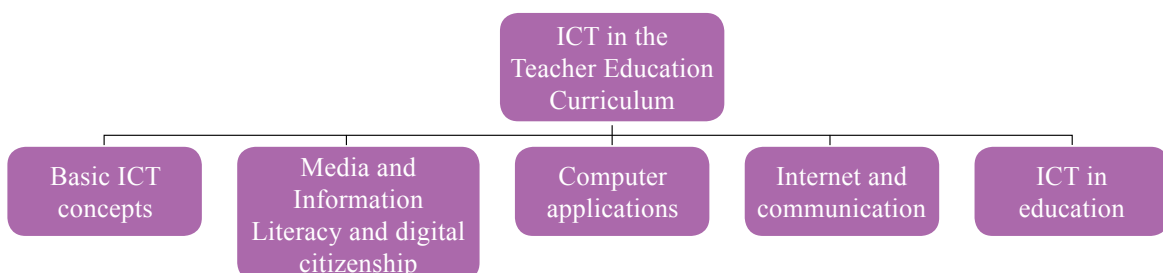 ICT in the
Teacher Education
Curriculum
Basic ICT
concepts
Media and
Information
Literacy and digital
citizenship
Computer
applications
Internet and
communication
ICT in
education